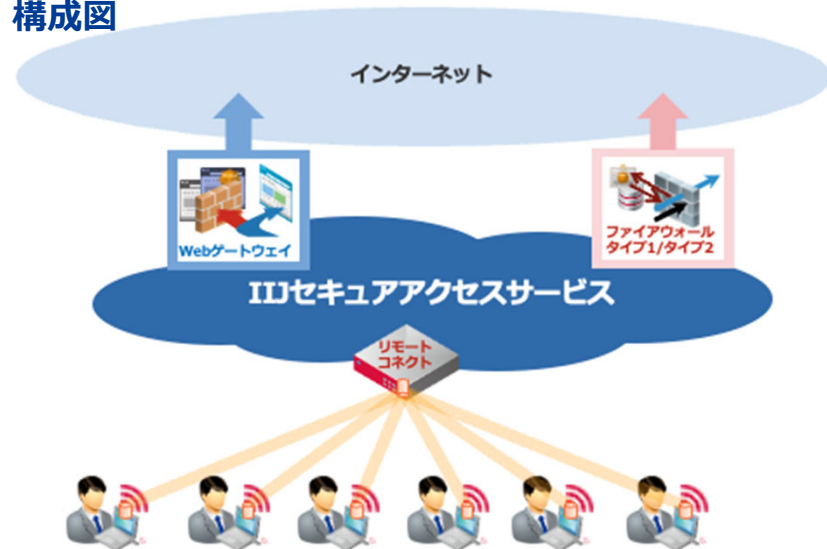 構成図
インターネット
Webゲートウェイ
ファイアウォール
タイプ1/タイプ2
IIJセキュアアクセスサービス
リモート
コネクト